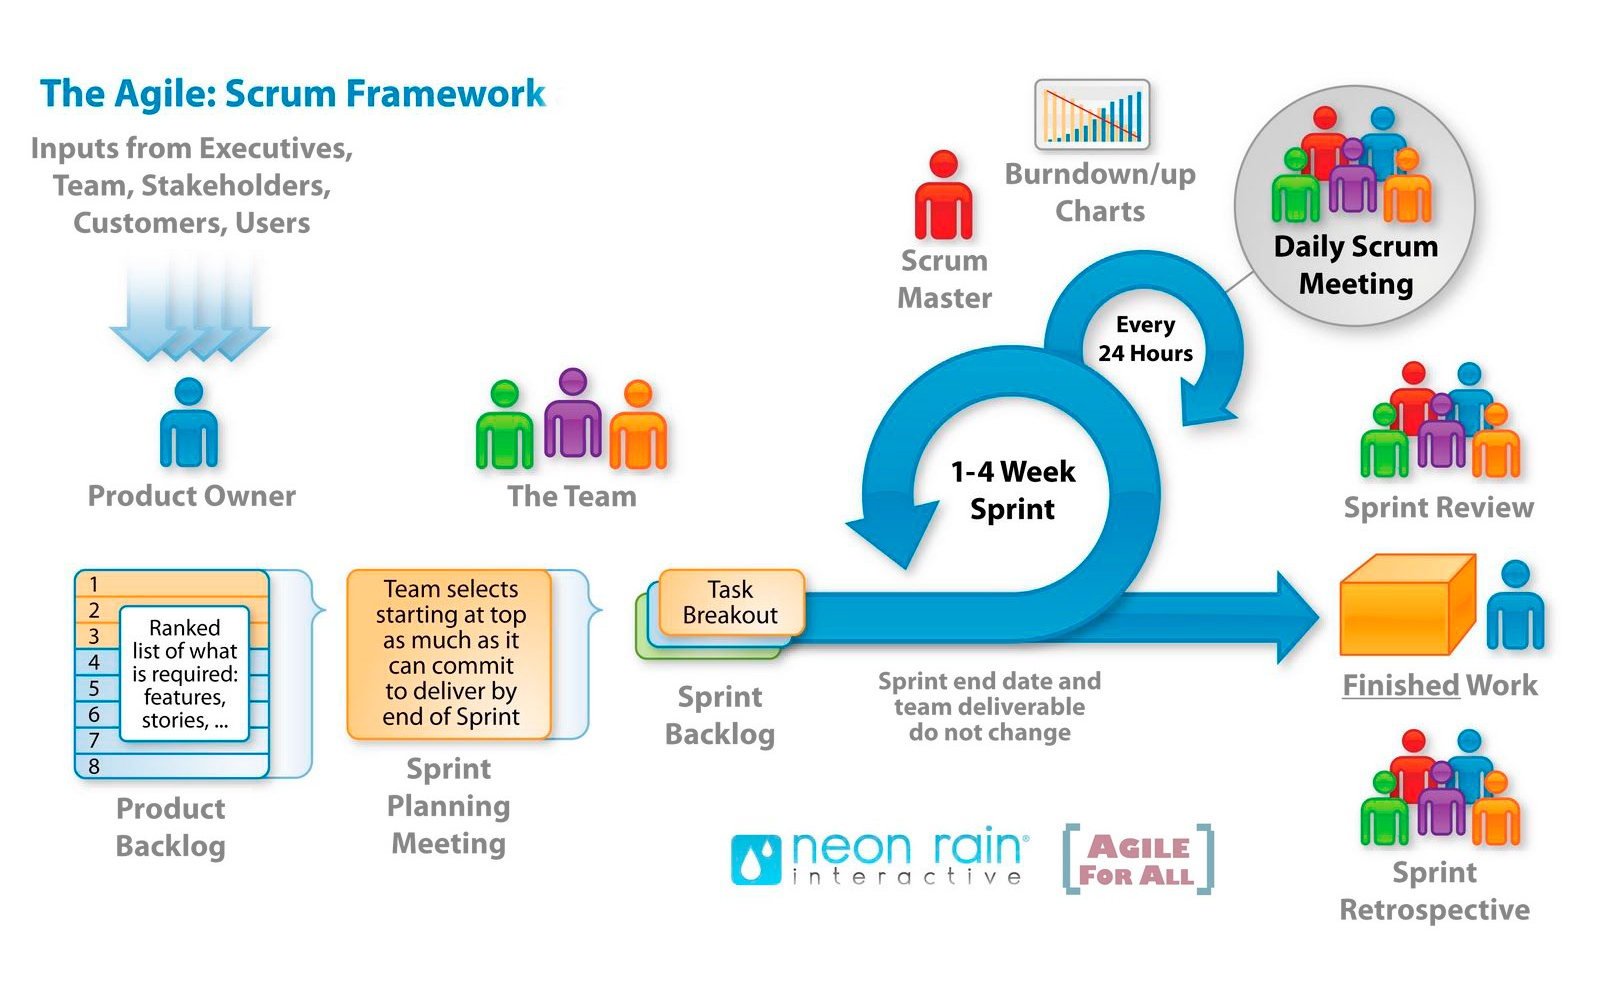 The Agile: Scrum Framework
Inputs from Executives,
Team, Stakeholders,
Customers, Users
Product Owner
The Team
Scrum
Master
Burndown/up
Charts
Daily Scrum
Meeting
Every
24 Hours
1-4 Week
Sprint
Sprint Review
1
2
3
4
5
6
7
8
Ranked
list of what
is required:
features,
stories, ...
Product
Backlog
Team selects
starting at top
as much as it
can commit
to deliver by
end of Sprint
Sprint
Planning
Meeting
Task
Breakout
Sprint
Backlog
Sprint end date and
team deliverable
do not change
Finished Work
Sprint
Retrospective
neon rain®
interactive
AGILE
FOR ALL